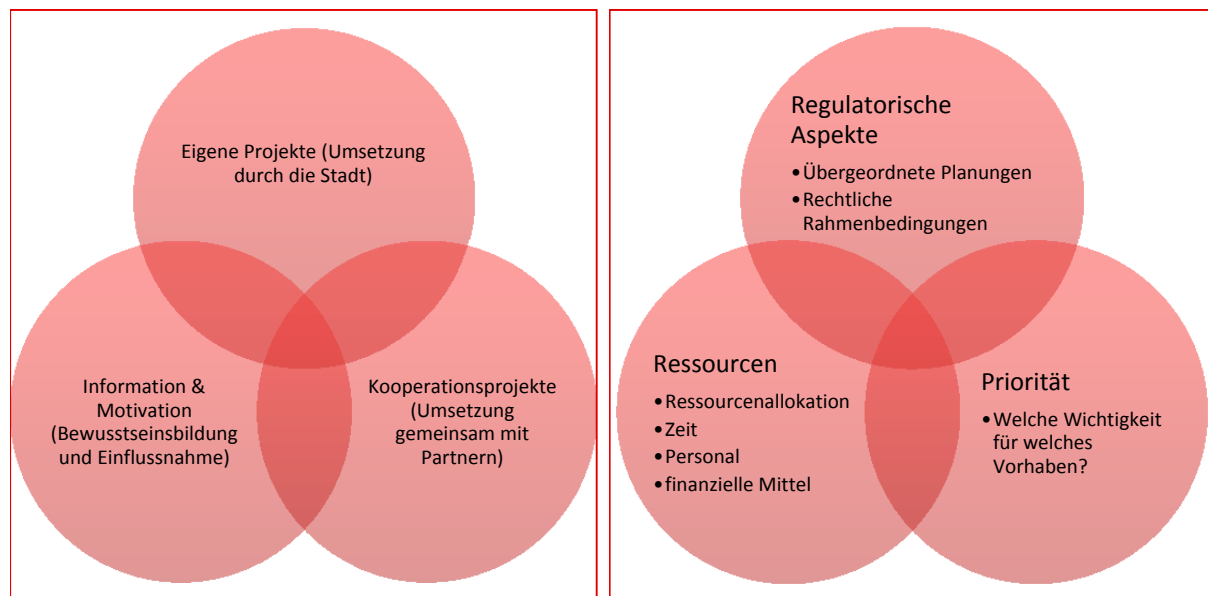 Eigene Projekte (Umsetzung
durch die Stadt)
Information &
Motivation
(Bewusstseinsbildung
und Einflussnahme)
Kooperationsprojekte
(Umsetzung
gemeinsam mit
Partnern)
Regulatorische
Aspekte
•Übergeordnete Planungen
•Rechtliche
Rahmenbedingungen
Ressourcen
•Ressourcenallokation
•Zeit
•Personal
•finanzielle Mittel
Priorität
•Welche Wichtigkeit
für welches
Vorhaben?